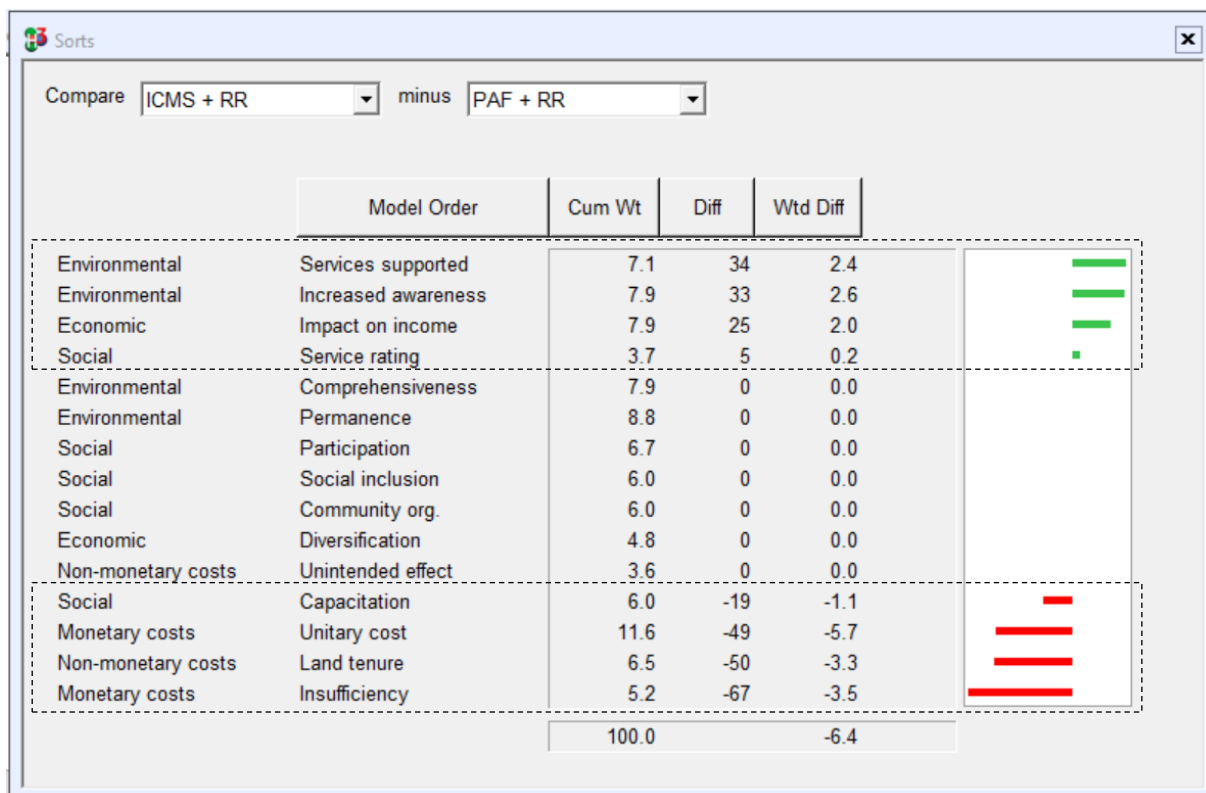 Sorts
Compare ICMS + RR minus PAF + RR
Model Order Cum Wt Diff Wtd Diff
Environmental Services supported 7.1 34 2.4
Environmental Increased awareness 7.9 33 2.6
Economic Impact on income 7.9 25 2.0
Social Service rating 3.7 5 0.2
Environmental Comprehensiveness 7.9 0 0.0
Environmental Permanence 8.8 0 0.0
Social Participation 6.7 0 0.0
Social Social inclusion 6.0 0 0.0
Social Community org. 6.0 0 0.0
Economic Diversification 4.8 0 0.0
Non-monetary costs Unintended effect 3.6 0 0.0
Social Capacitation 6.0 -19 -1.1
Monetary costs Unitary cost 11.6 -49 -5.7
Non-monetary costs Land tenure 6.5 -50 -3.3
Monetary costs Insufficiency 5.2 -67 -3.5
100.0 -6.4